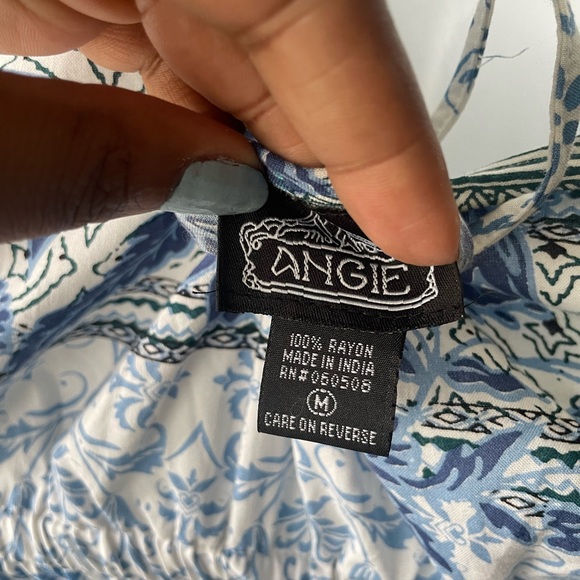 ANGIE
100% RAYON
MADE IN INDIA
RN#060508
M
CARE ON REVERSE